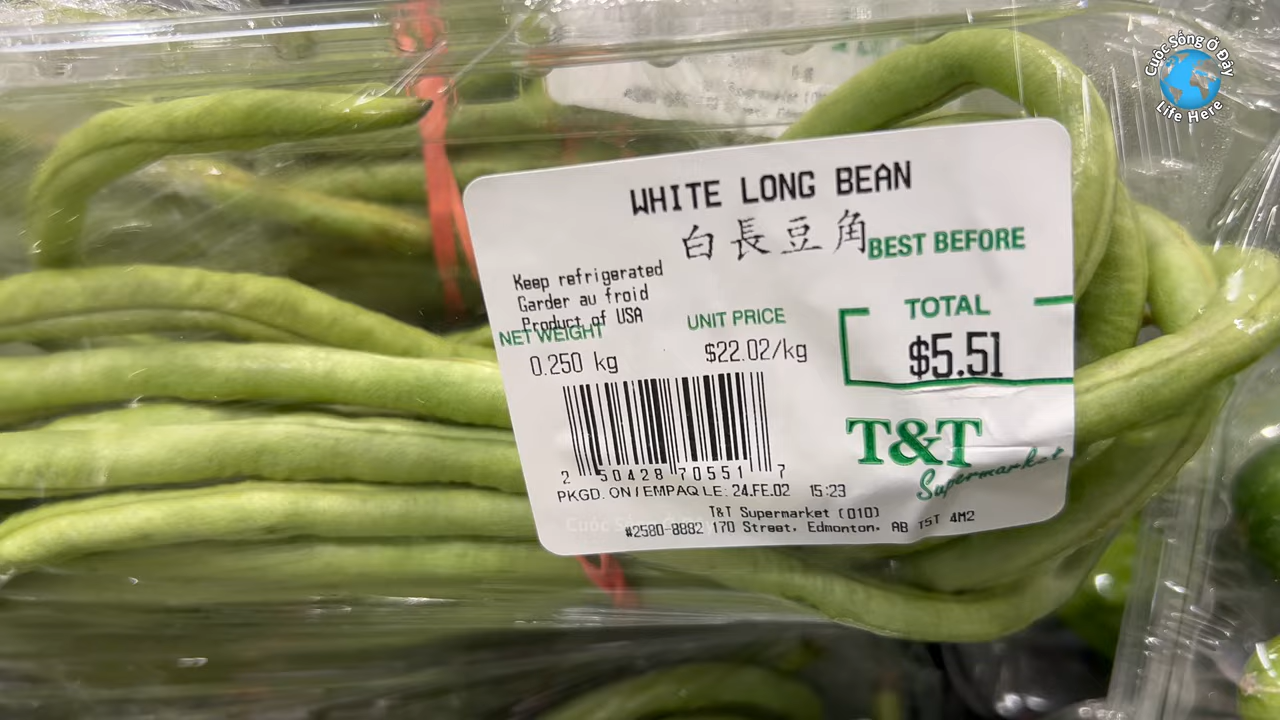 Cuộc Sống Ở Đây
Life Here
WHITE LONG BEAN
白長豆角
BEST BEFORE
Keep refrigerated
Garder au froid
Product of USA
NET WEIGHT
UNIT PRICE
TOTAL
0.250 kg
$22.02/kg
$5.51
2 50428 70551 7
T&T
Supermarket
PKGD. ON/EMPAQ LE: 24.FE.02 15:23
T&T Supermarket (010)
#2580-8882 170 Street. Edmonton. AB T5T 4M2